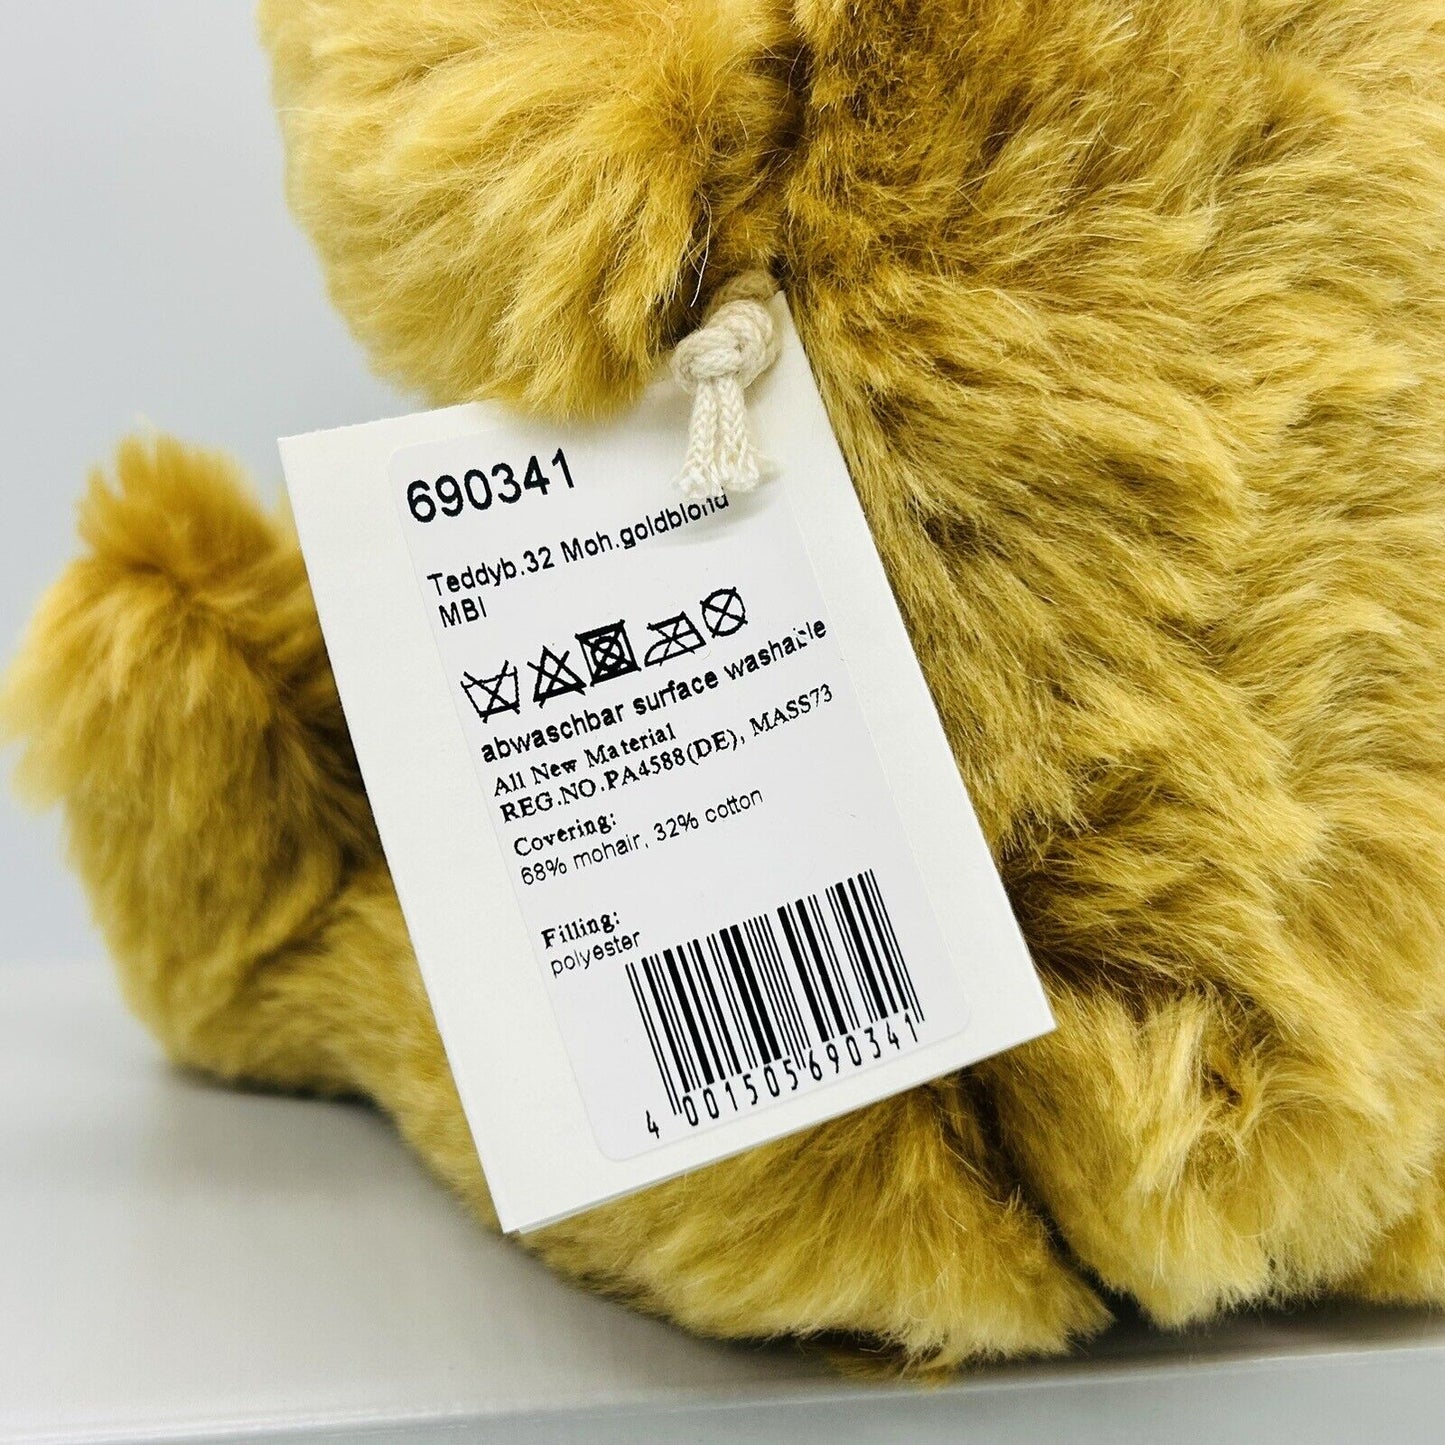 690341
Teddyb.32 Moh.goldblond
MBI
abwaschbar surface washable
All New Material
REG.NO.PA4588(DE), MASS73
Covering:
68% mohair, 32% cotton
Filling:
polyester
4 001505 690341